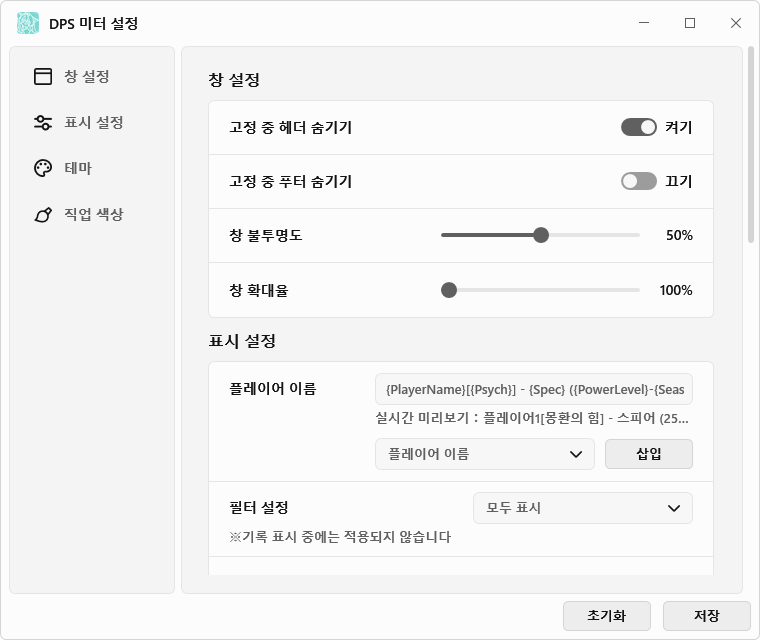 DPS 미터 설정
창 설정
표시 설정
테마
직업 색상
창 설정
고정 중 헤더 숨기기
켜기
고정 중 푸터 숨기기
끄기
창 불투명도
50%
창 확대율
100%
표시 설정
플레이어 이름
{PlayerName}[{Psych}] - {Spec} ({PowerLevel}-{Seas
실시간 미리보기 : 플레이어1[몽환의 힘] - 스피어 (25...
플레이어 이름
삽입
필터 설정
모두 표시
※기록 표시 중에는 적용되지 않습니다
초기화
저장